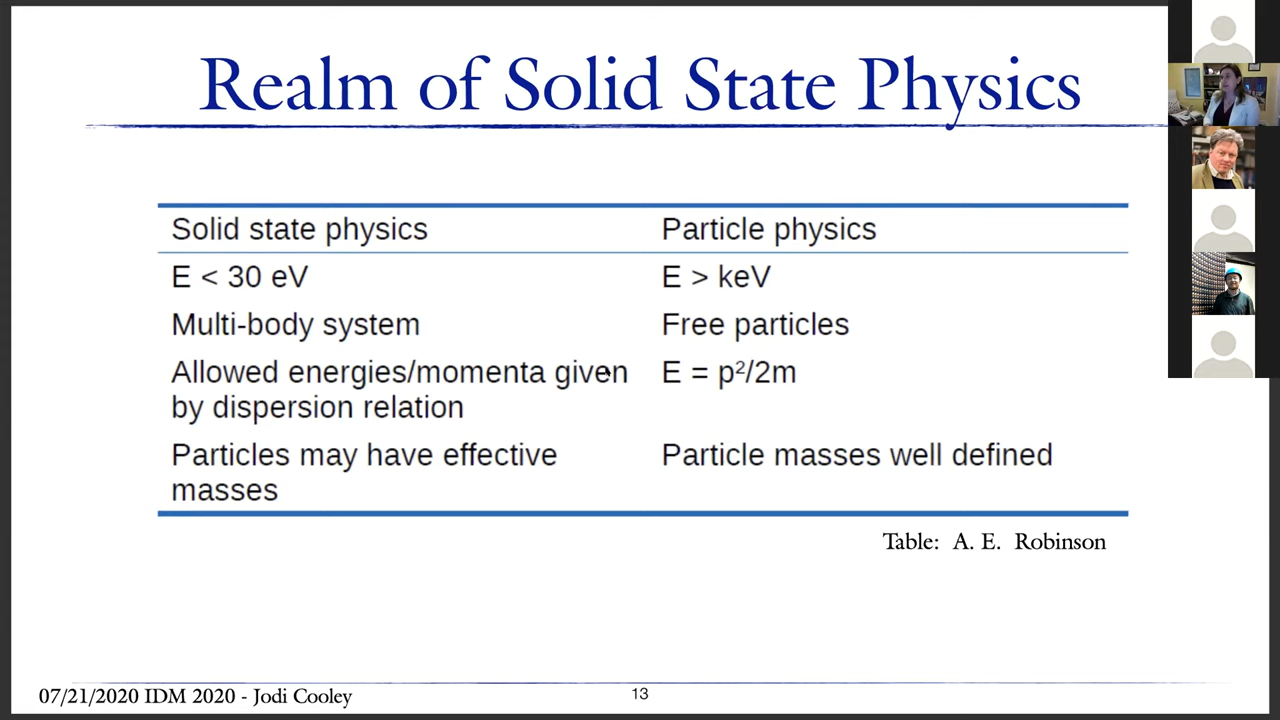 Realm of Solid State Physics
Solid state physics Particle physics
E < 30 eV E > keV
Multi-body system Free particles
Allowed energies/momenta given E = p²/2m
by dispersion relation
Particles may have effective Particle masses well defined
masses
Table: A. E. Robinson
07/21/2020 IDM 2020 - Jodi Cooley 13